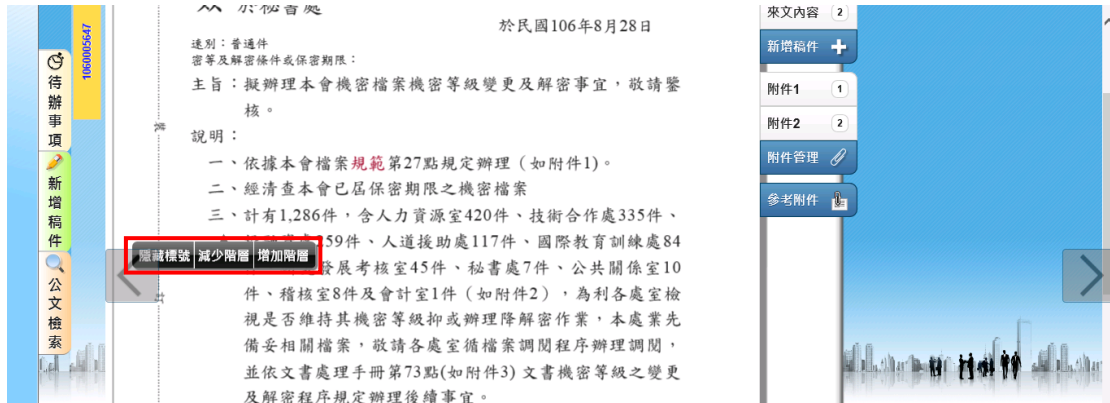 於秘書處
於民國106年8月28日
速別：普通件
密等及解密條件或保密期限：
主旨：擬辦理本會機密檔案機密等級變更及解密事宜，敬請鑒
核。
說明：
一、依據本會檔案規範第27點規定辦理（如附件1）。
二、經清查本會已屆保密期限之機密檔案
三、計有1,286件，含人力資源室420件、技術合作處335件、
259件、人道援助處117件、國際教育訓練處84
發展考核室45件、秘書處7件、公共關係室10
件、稽核室8件及會計室1件（如附件2），為利各處室檢
視是否維持其機密等級抑或辦理降解密作業，本處業先
備妥相關檔案，敬請各處室循檔案調閱程序辦理調閱，
並依文書處理手冊第73點(如附件3) 文書機密等級之變更
及解密程序規定辦理後續事宜。
隱藏標號 減少階層 增加階層
1060005647
待辦事項
新增稿件
公文檢索
來文內容 2
新增稿件
附件1 1
附件2 2
附件管理
參考附件